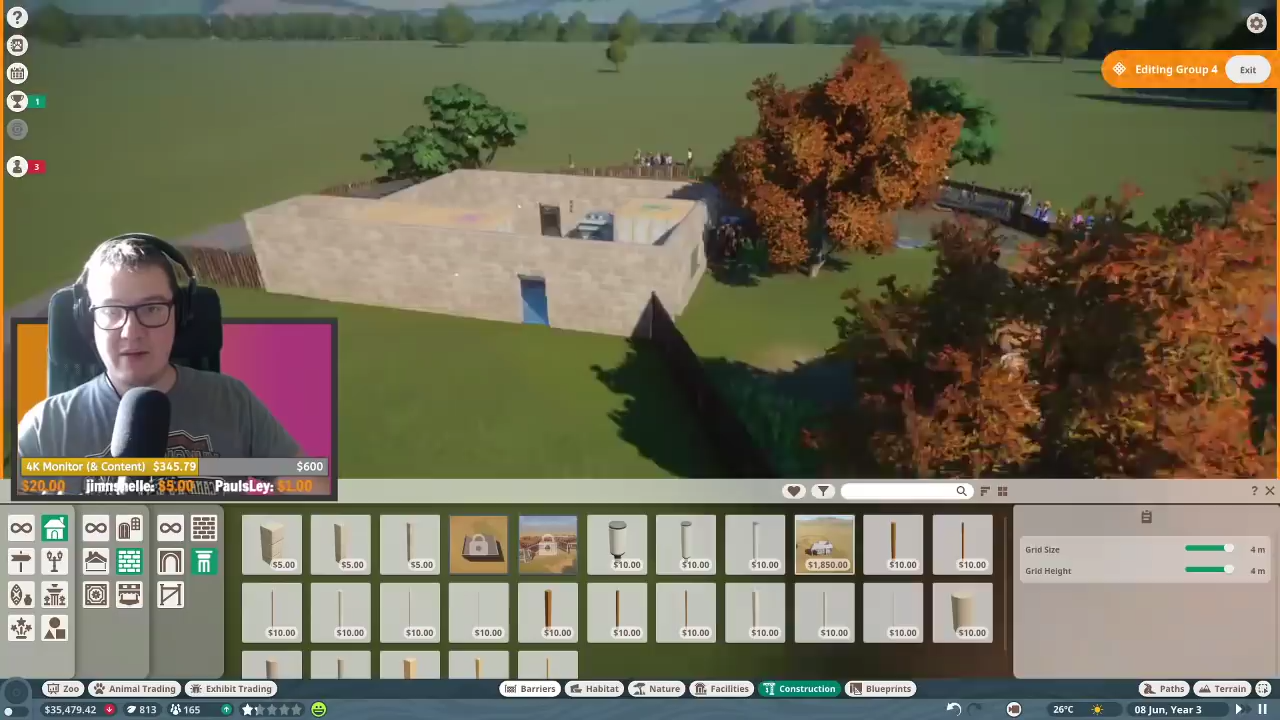 ?
Editing Group 4
Exit
1
3
4K Monitor (& Content) $345.79
$600
$20.00 jimnshelle: $5.00 PaulsLey: $1.00
? ×
$5.00 $5.00 $5.00 $10.00 $10.00 $10.00 $1,850.00 $10.00 $10.00
$10.00 $10.00 $10.00 $10.00 $10.00 $10.00 $10.00 $10.00 $10.00 $10.00 $10.00
Grid Size 4 m
Grid Height 4 m
Zoo Animal Trading Exhibit Trading Barriers Habitat Nature Facilities Construction Blueprints Paths Terrain
$35,479.42 813 165 26°C 08 Jun, Year 3